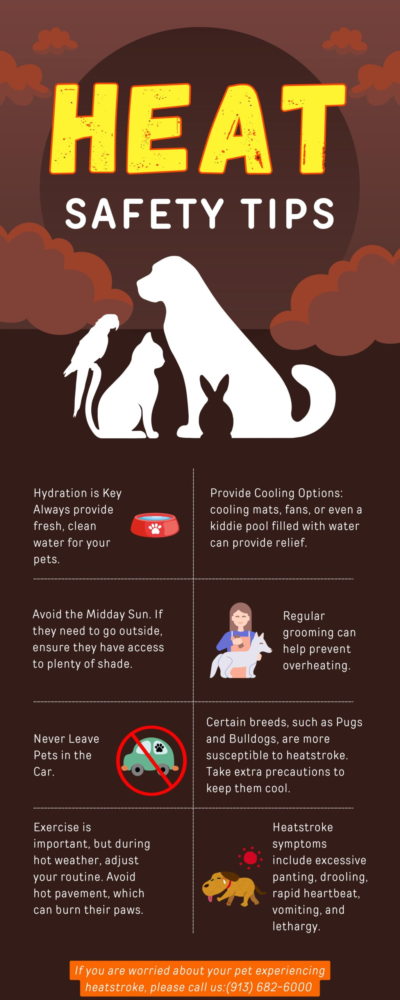 HEAT
SAFETY TIPS
Hydration is Key
Always provide
fresh, clean
water for your
pets.
Provide Cooling Options:
cooling mats, fans, or even a
kiddie pool filled with water
can provide relief.
Avoid the Midday Sun. If
they need to go outside,
ensure they have access
to plenty of shade.
Regular
grooming can
help prevent
overheating.
Never Leave
Pets in the
Car.
Certain breeds, such as Pugs
and Bulldogs, are more
susceptible to heatstroke.
Take extra precautions to
keep them cool.
Exercise is
important, but during
hot weather, adjust
your routine. Avoid
hot pavement, which
can burn their paws.
Heatstroke
symptoms
include excessive
panting, drooling,
rapid heartbeat,
vomiting, and
lethargy.
If you are worried about your pet experiencing
heatstroke, please call us:(913) 682-6000